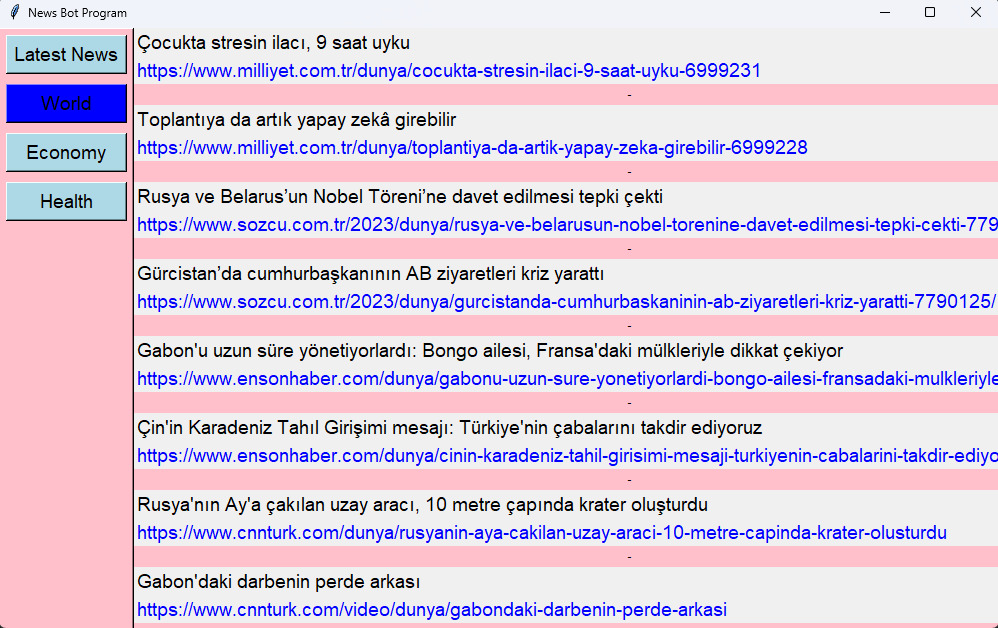 News Bot Program
Latest News
World
Economy
Health
Çocukta stresin ilacı, 9 saat uyku
https://www.milliyet.com.tr/dunya/cocukta-stresin-ilaci-9-saat-uyku-6999231
-
Toplantıya da artık yapay zekâ girebilir
https://www.milliyet.com.tr/dunya/toplantiya-da-artik-yapay-zeka-girebilir-6999228
-
Rusya ve Belarus’un Nobel Töreni’ne davet edilmesi tepki çekti
https://www.sozcu.com.tr/2023/dunya/rusya-ve-belarusun-nobel-torenine-davet-edilmesi-tepki-cekti-779
-
Gürcistan’da cumhurbaşkanının AB ziyaretleri kriz yarattı
https://www.sozcu.com.tr/2023/dunya/gurcistanda-cumhurbaskaninin-ab-ziyaretleri-kriz-yaratti-7790125/
-
Gabon'u uzun süre yönetiyorlardı: Bongo ailesi, Fransa'daki mülkleriyle dikkat çekiyor
https://www.ensonhaber.com/dunya/gabonu-uzun-sure-yonetiyorlardi-bongo-ailesi-fransadaki-mulkleriyle
-
Çin'in Karadeniz Tahıl Girişimi mesajı: Türkiye'nin çabalarını takdir ediyoruz
https://www.ensonhaber.com/dunya/cinin-karadeniz-tahil-girisimi-mesaji-turkiyenin-cabalarini-takdir-ediyo
-
Rusya'nın Ay'a çakılan uzay aracı, 10 metre çapında krater oluşturdu
https://www.cnnturk.com/dunya/rusyanin-aya-cakilan-uzay-araci-10-metre-capinda-krater-olusturdu
-
Gabon'daki darbenin perde arkası
https://www.cnnturk.com/video/dunya/gabondaki-darbenin-perde-arkasi